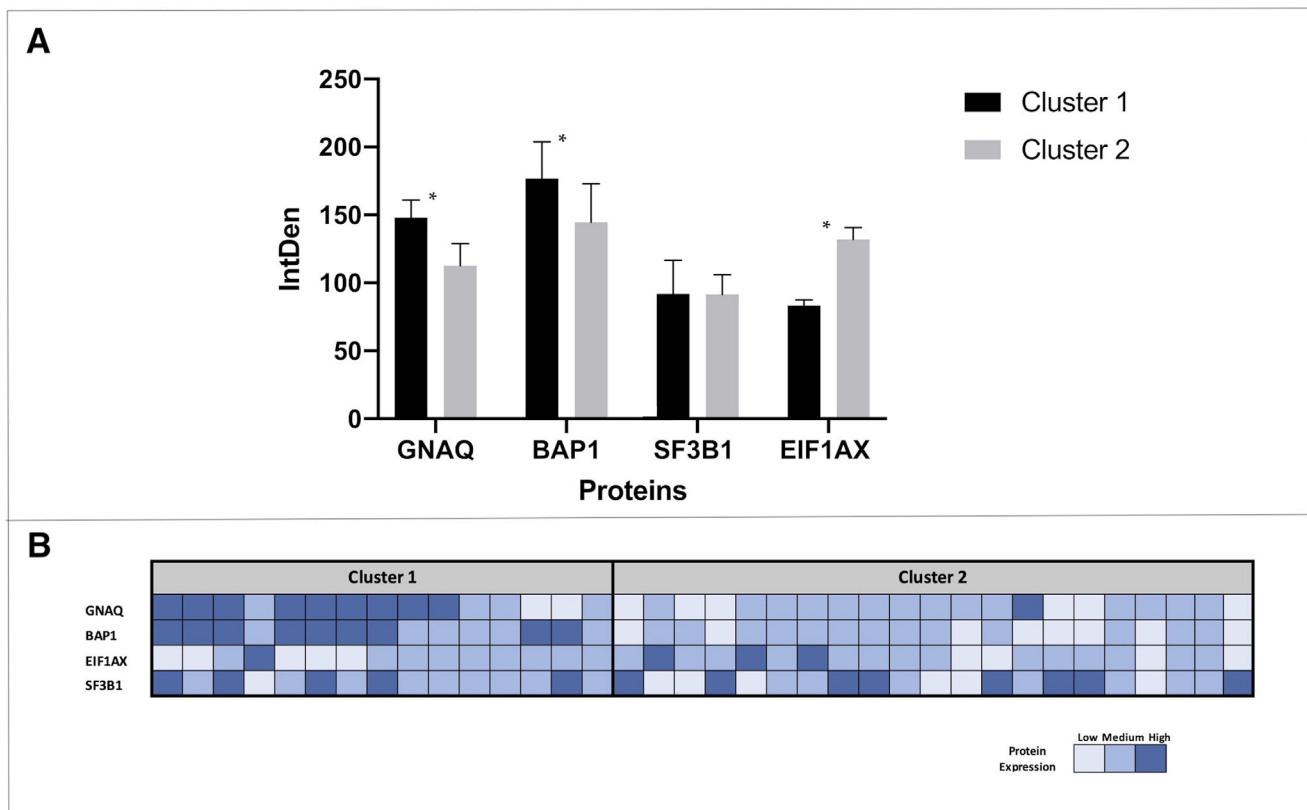 A
250
200
150
100
50
0
IntDen
*
*
*
GNAQ BAP1 SF3B1 EIF1AX
Proteins
Cluster 1
Cluster 2
B
Cluster 1 Cluster 2
GNAQ
BAP1
EIF1AX
SF3B1
Low Medium High
Protein
Expression